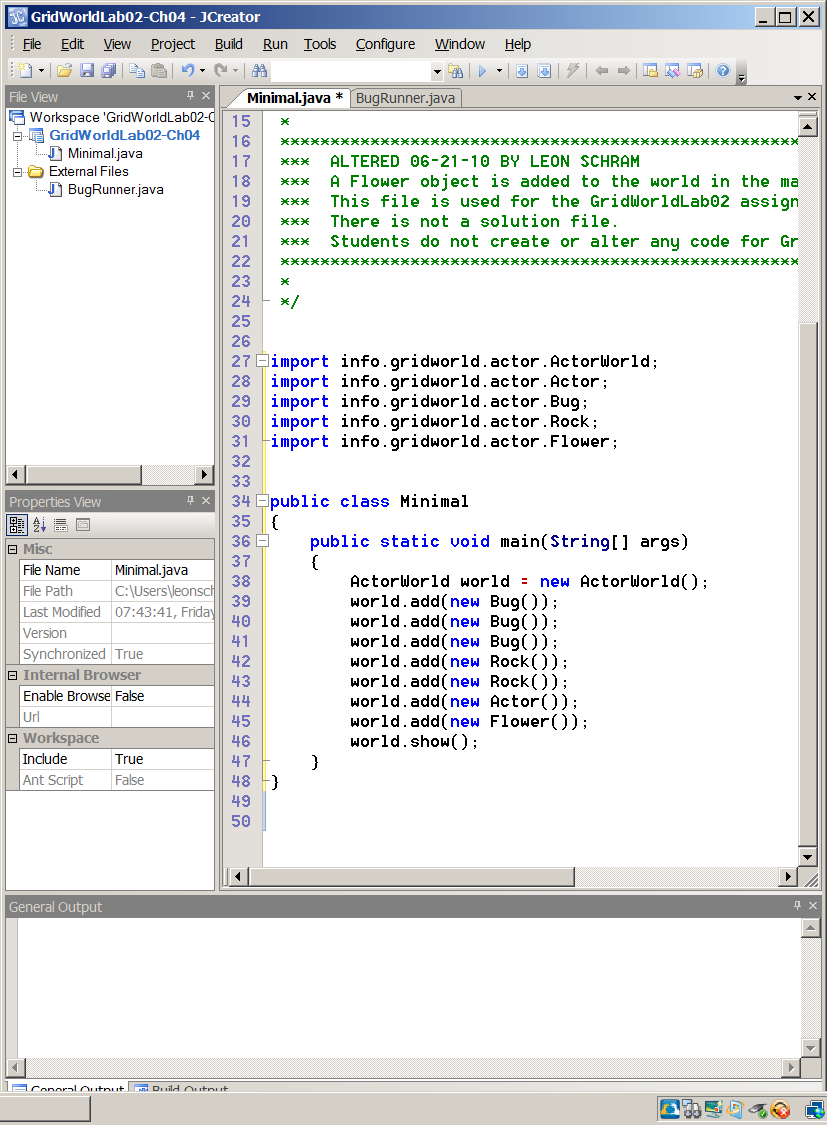 GridWorldLab02-Ch04 - JCreator
File Edit View Project Build Run Tools Configure Window Help
File View
Workspace 'GridWorldLab02-C
GridWorldLab02-Ch04
Minimal.java
External Files
BugRunner.java
Properties View
Misc
File Name Minimal.java
File Path C:\Users\leonsch
Last Modified 07:43:41, Friday
Version
Synchronized True
Internal Browser
Enable Browse False
Url
Workspace
Include True
Ant Script False
Minimal.java * BugRunner.java
15 *
16 *****************************************************
17 *** ALTERED 06-21-10 BY LEON SCHRAM
18 *** A Flower object is added to the world in the ma
19 *** This file is used for the GridWorldLab02 assign
20 *** There is not a solution file.
21 *** Students do not create or alter any code for Gr
22 *****************************************************
23 *
24 */
25
26
27 import info.gridworld.actor.ActorWorld;
28 import info.gridworld.actor.Actor;
29 import info.gridworld.actor.Bug;
30 import info.gridworld.actor.Rock;
31 import info.gridworld.actor.Flower;
32
33
34 public class Minimal
35 {
36 public static void main(String[] args)
37 {
38 ActorWorld world = new ActorWorld();
39 world.add(new Bug());
40 world.add(new Bug());
41 world.add(new Bug());
42 world.add(new Rock());
43 world.add(new Rock());
44 world.add(new Actor());
45 world.add(new Flower());
46 world.show();
47 }
48 }
49
50
General Output
General Output Build Output